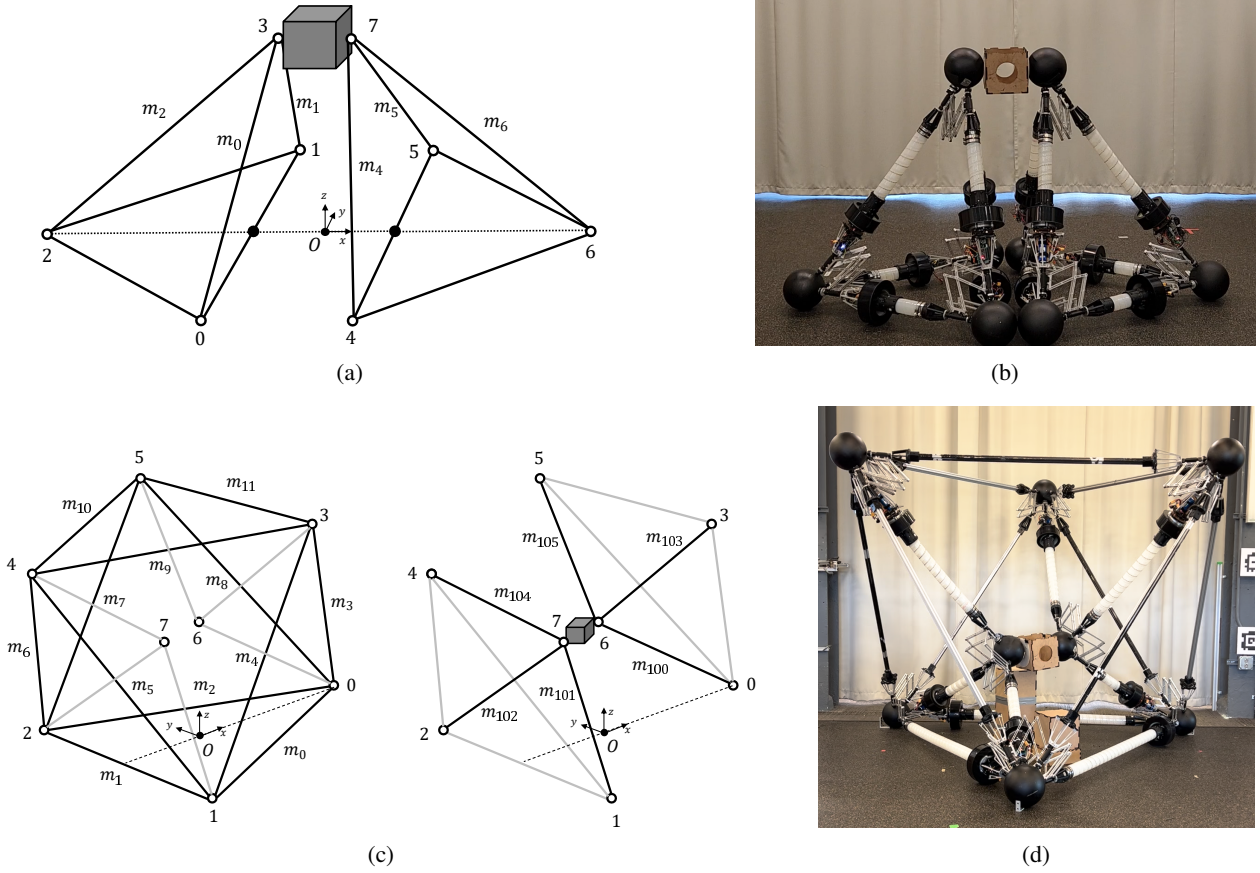 3
7
m₂
m₁
m₅
m₀
m₆
1
5
m₄
z
y
x
O
2
6
0
4
(a)
(b)
5
m₁₁
m₁₀
3
4
m₉
m₈
m₇
7
6
m₃
m₆
m₄
m₅
m₂
0
z
y
x
2
O
m₀
m₁
1
5
3
m₁₀₅
m₁₀₃
4
m₁₀₄
7
6
m₁₀₀
m₁₀₁
0
m₁₀₂
z
y
x
2
O
1
(c)
(d)